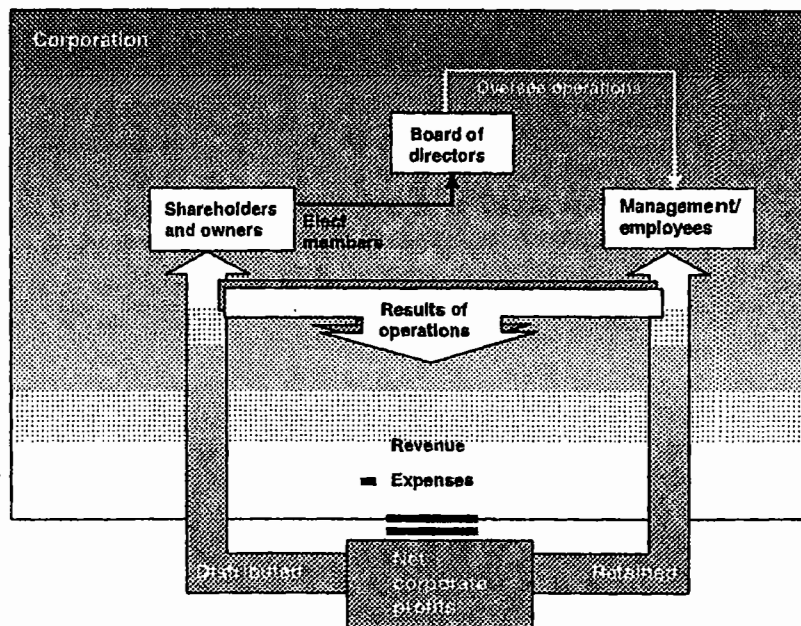 Corporation
Oversee operations
Board of
directors
Shareholders
and owners
Elect
members
Management/
employees
Results of
operations
Revenue
- Expenses
=
Distributed
Net
corporate
profits
Retained